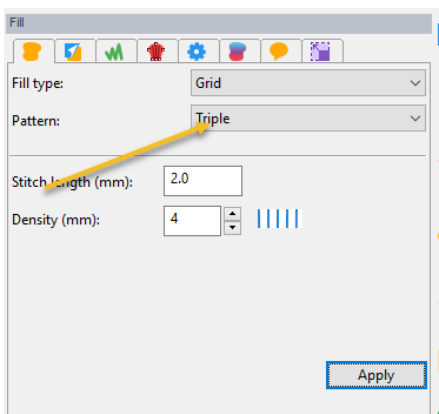 Fill
Fill type: Grid
Pattern: Triple
Stitch length (mm): 2.0
Density (mm): 4
Apply